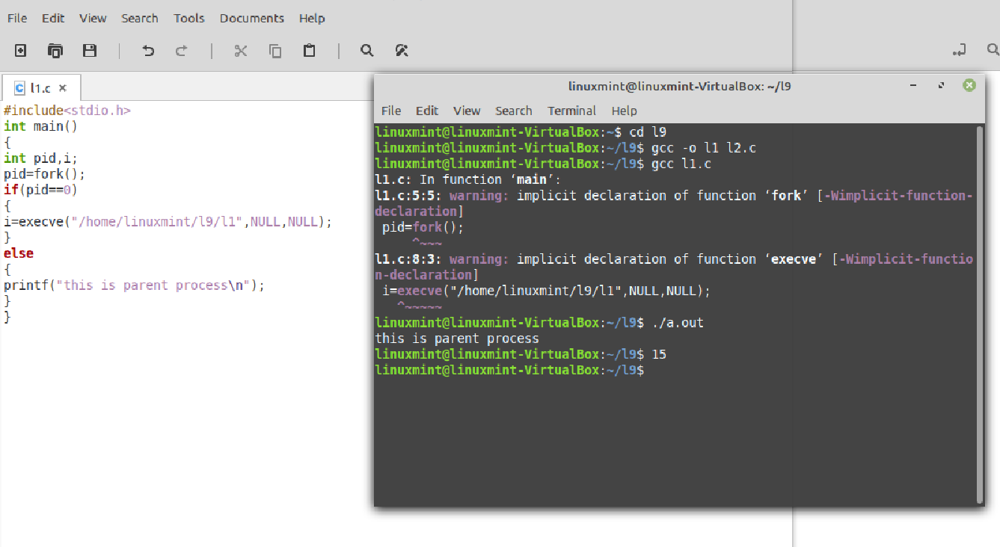 File Edit View Search Tools Documents Help
l1.c
#include<stdio.h>
int main()
{
int pid,i;
pid=fork();
if(pid==0)
{
i=execve("/home/linuxmint/l9/l1",NULL,NULL);
}
else
{
printf("this is parent process\n");
}
}
linuxmint@linuxmint-VirtualBox: ~/l9
File Edit View Search Terminal Help
linuxmint@linuxmint-VirtualBox:~$ cd l9
linuxmint@linuxmint-VirtualBox:~/l9$ gcc -o l1 l2.c
linuxmint@linuxmint-VirtualBox:~/l9$ gcc l1.c
l1.c: In function ‘main’:
l1.c:5:5: warning: implicit declaration of function ‘fork’ [-Wimplicit-function-
declaration]
pid=fork();
^~~~
l1.c:8:3: warning: implicit declaration of function ‘execve’ [-Wimplicit-functio
n-declaration]
i=execve("/home/linuxmint/l9/l1",NULL,NULL);
^~~~~~
linuxmint@linuxmint-VirtualBox:~/l9$ ./a.out
this is parent process
linuxmint@linuxmint-VirtualBox:~/l9$ 15
linuxmint@linuxmint-VirtualBox:~/l9$